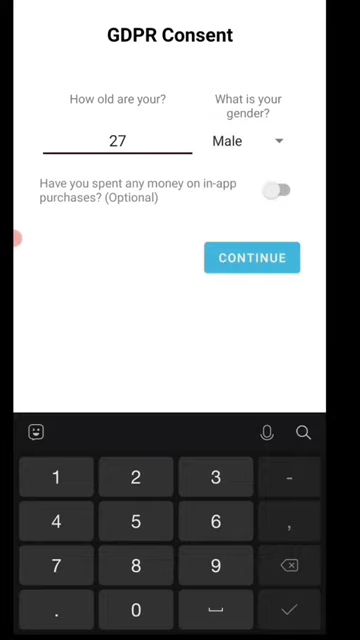 GDPR Consent
How old are your?
What is your
gender?
27
Male
Have you spent any money on in-app
purchases? (Optional)
CONTINUE
1 2 3 -
4 5 6 ,
7 8 9
. 0